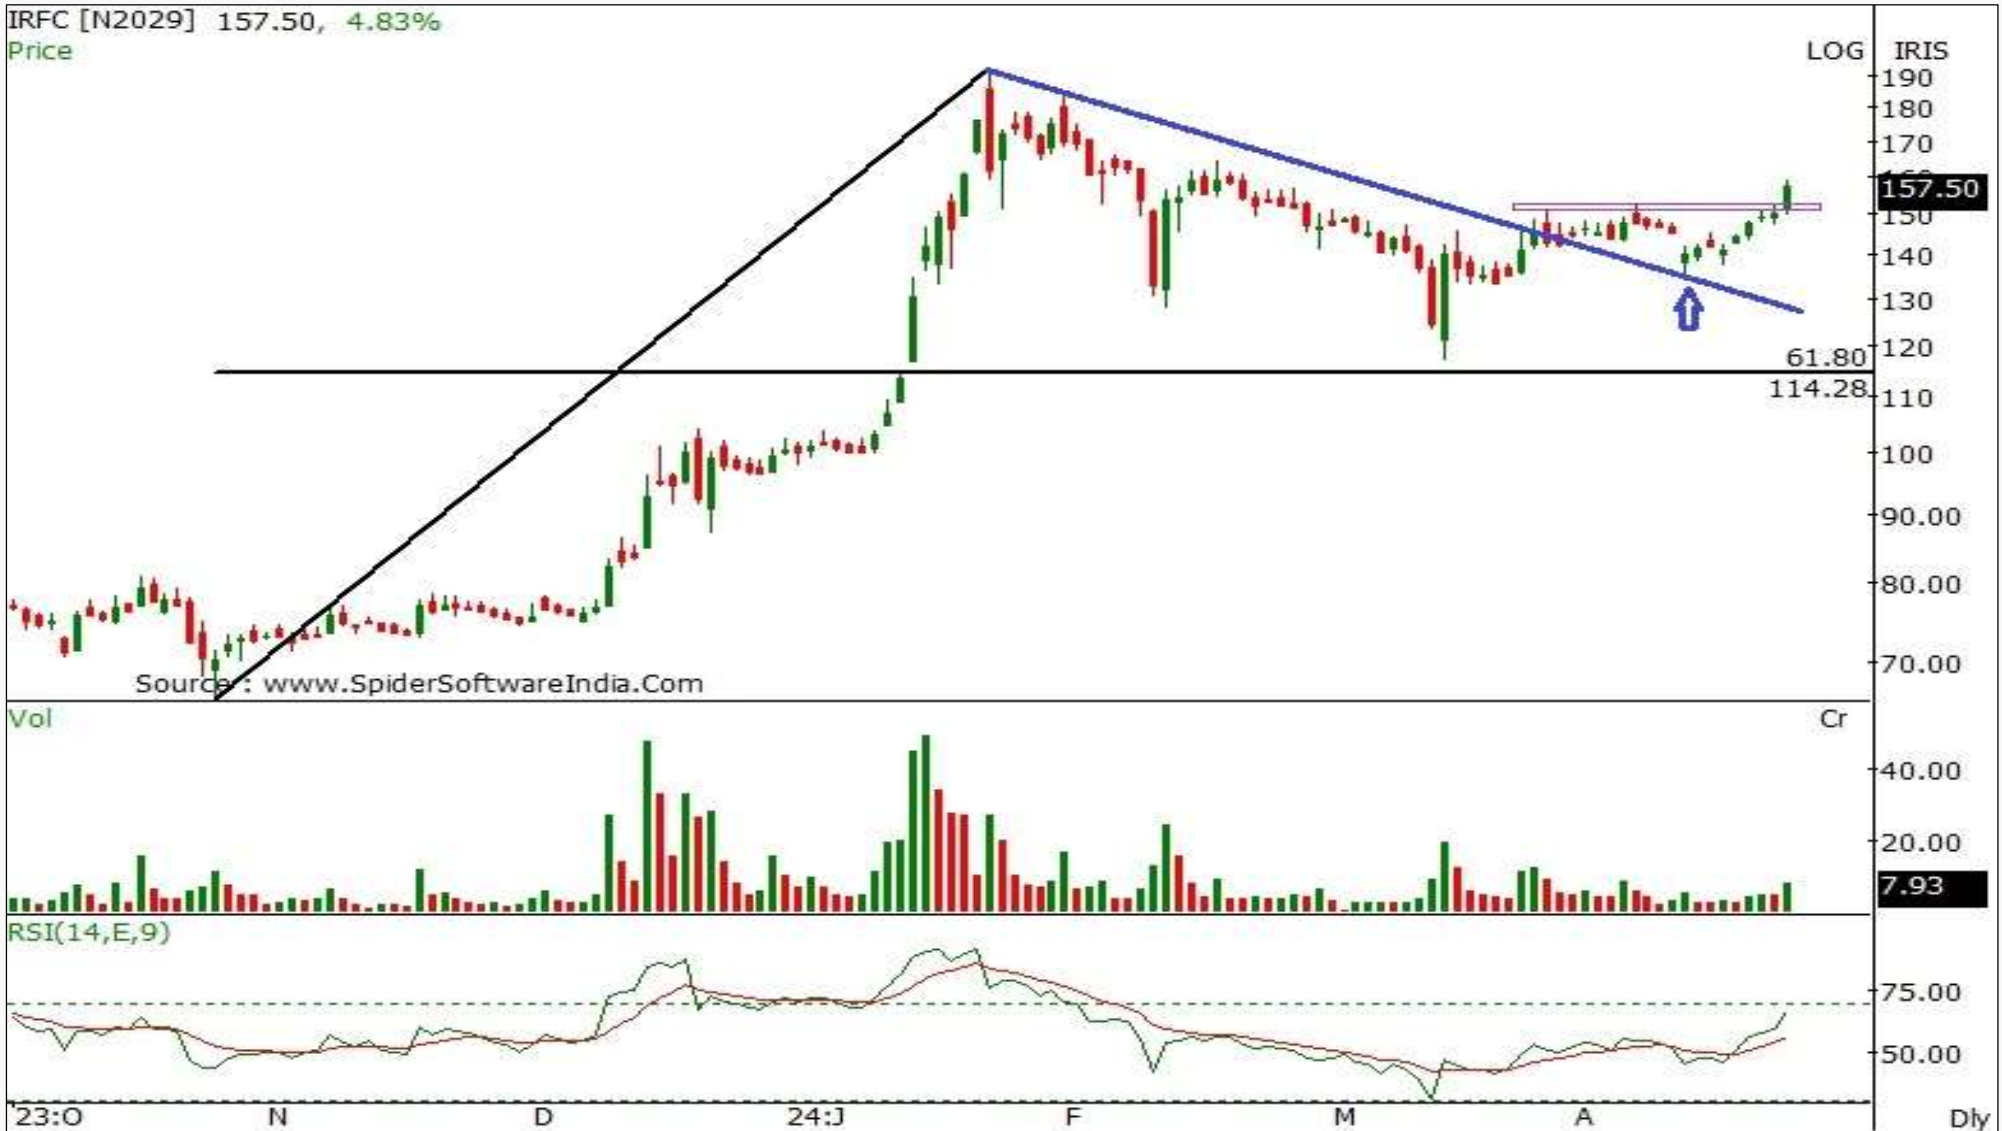 IRFC [N2029] 157.50, 4.83%
Price
LOG IRIS
190
180
170
157.50
150
140
130
120
61.80
114.28
110
100
90.00
80.00
70.00
Source : www.SpiderSoftwareIndia.Com
Vol
Cr
40.00
20.00
7.93
RSI(14,E,9)
75.00
50.00
'23:O N D 24:J F M A Dly